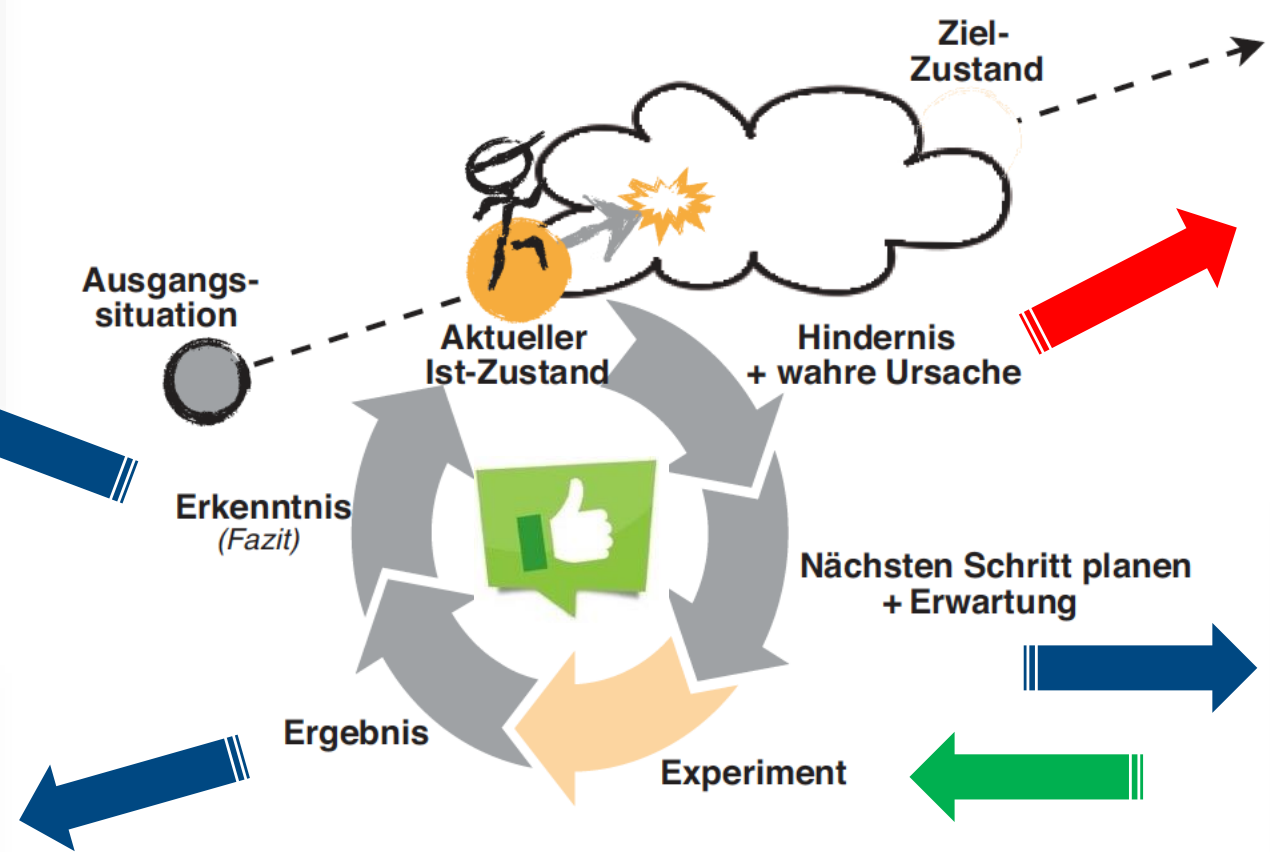 Ziel-
Zustand
Ausgangs-
situation
Aktueller
Ist-Zustand
Hindernis
+ wahre Ursache
Erkenntnis
(Fazit)
Nächsten Schritt planen
+ Erwartung
Ergebnis
Experiment